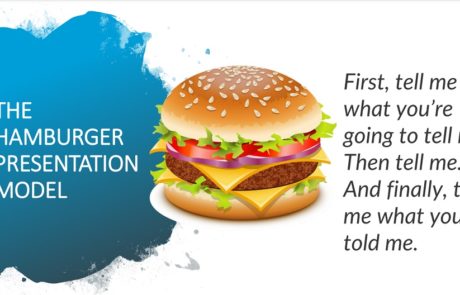 THE
HAMBURGER
PRESENTATION
MODEL
First, tell me
what you're
going to tell
Then tell me.
And finally,
me what you
told me.